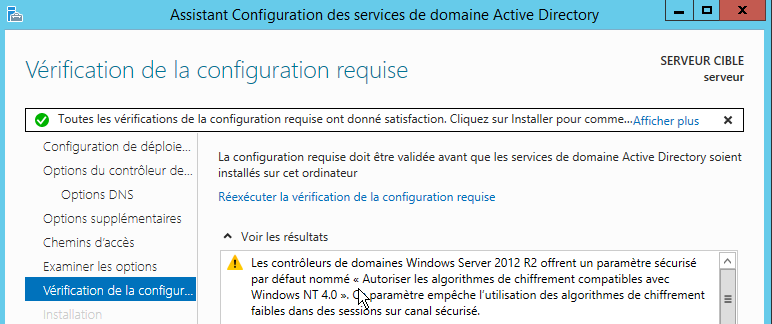 Assistant Configuration des services de domaine Active Directory
Vérification de la configuration requise
SERVEUR CIBLE
serveur
Toutes les vérifications de la configuration requise ont donné satisfaction. Cliquez sur Installer pour comme... Afficher plus
Configuration de déploie...
Options du contrôleur de...
Options DNS
Options supplémentaires
Chemins d'accès
Examiner les options
Vérification de la configur...
Installation
La configuration requise doit être validée avant que les services de domaine Active Directory soient
installés sur cet ordinateur
Réexécuter la vérification de la configuration requise
Voir les résultats
Les contrôleurs de domaines Windows Server 2012 R2 offrent un paramètre sécurisé
par défaut nommé « Autoriser les algorithmes de chiffrement compatibles avec
Windows NT 4.0 ». paramètre empêche l'utilisation des algorithmes de chiffrement
faibles dans des sessions sur canal sécurisé.